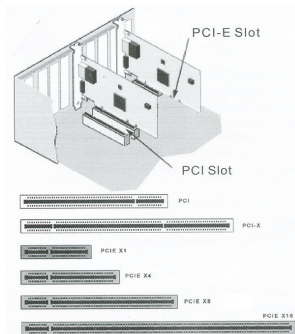 PCI-E Slot
PCI Slot
PCI
PCI-X
PCIE X1
PCIE X4
PCIE X8
PCIE X16